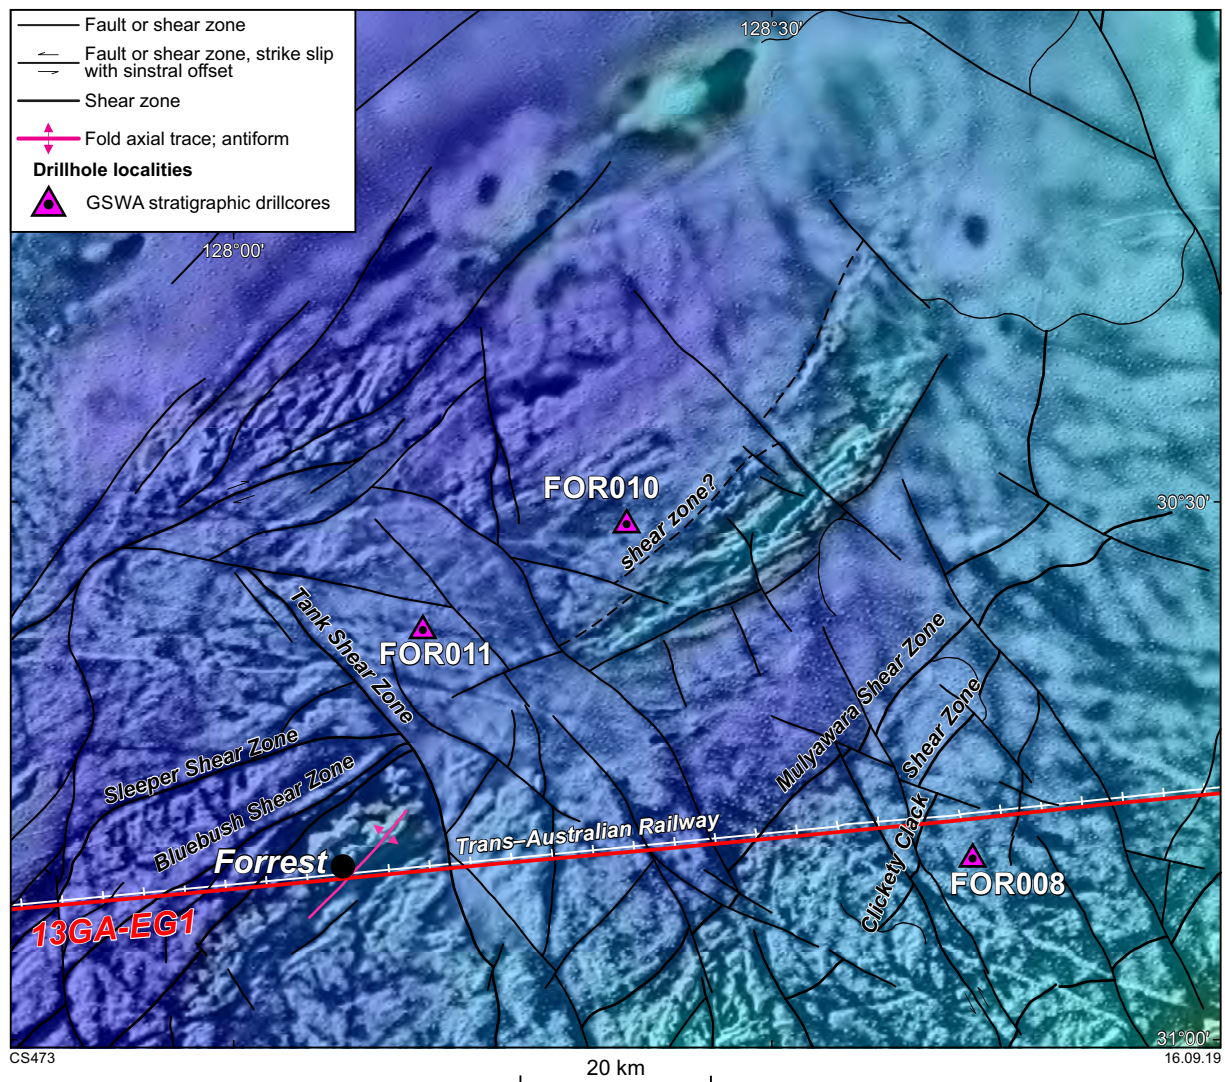 Fault or shear zone
Fault or shear zone, strike slip
with sinstral offset
Shear zone
Fold axial trace; antiform
Drillhole localities
GSWA stratigraphic drillcores
128°30'
128°00'
FOR010
30°30'
shear zone?
Tank Shear Zone
FOR011
Mulyawara Shear Zone
Sleeper Shear Zone
Bluebush Shear Zone
Clickety Clack Shear Zone
Trans–Australian Railway
Forrest
FOR008
13GA-EG1
31°00'
CS473
16.09.19
20 km